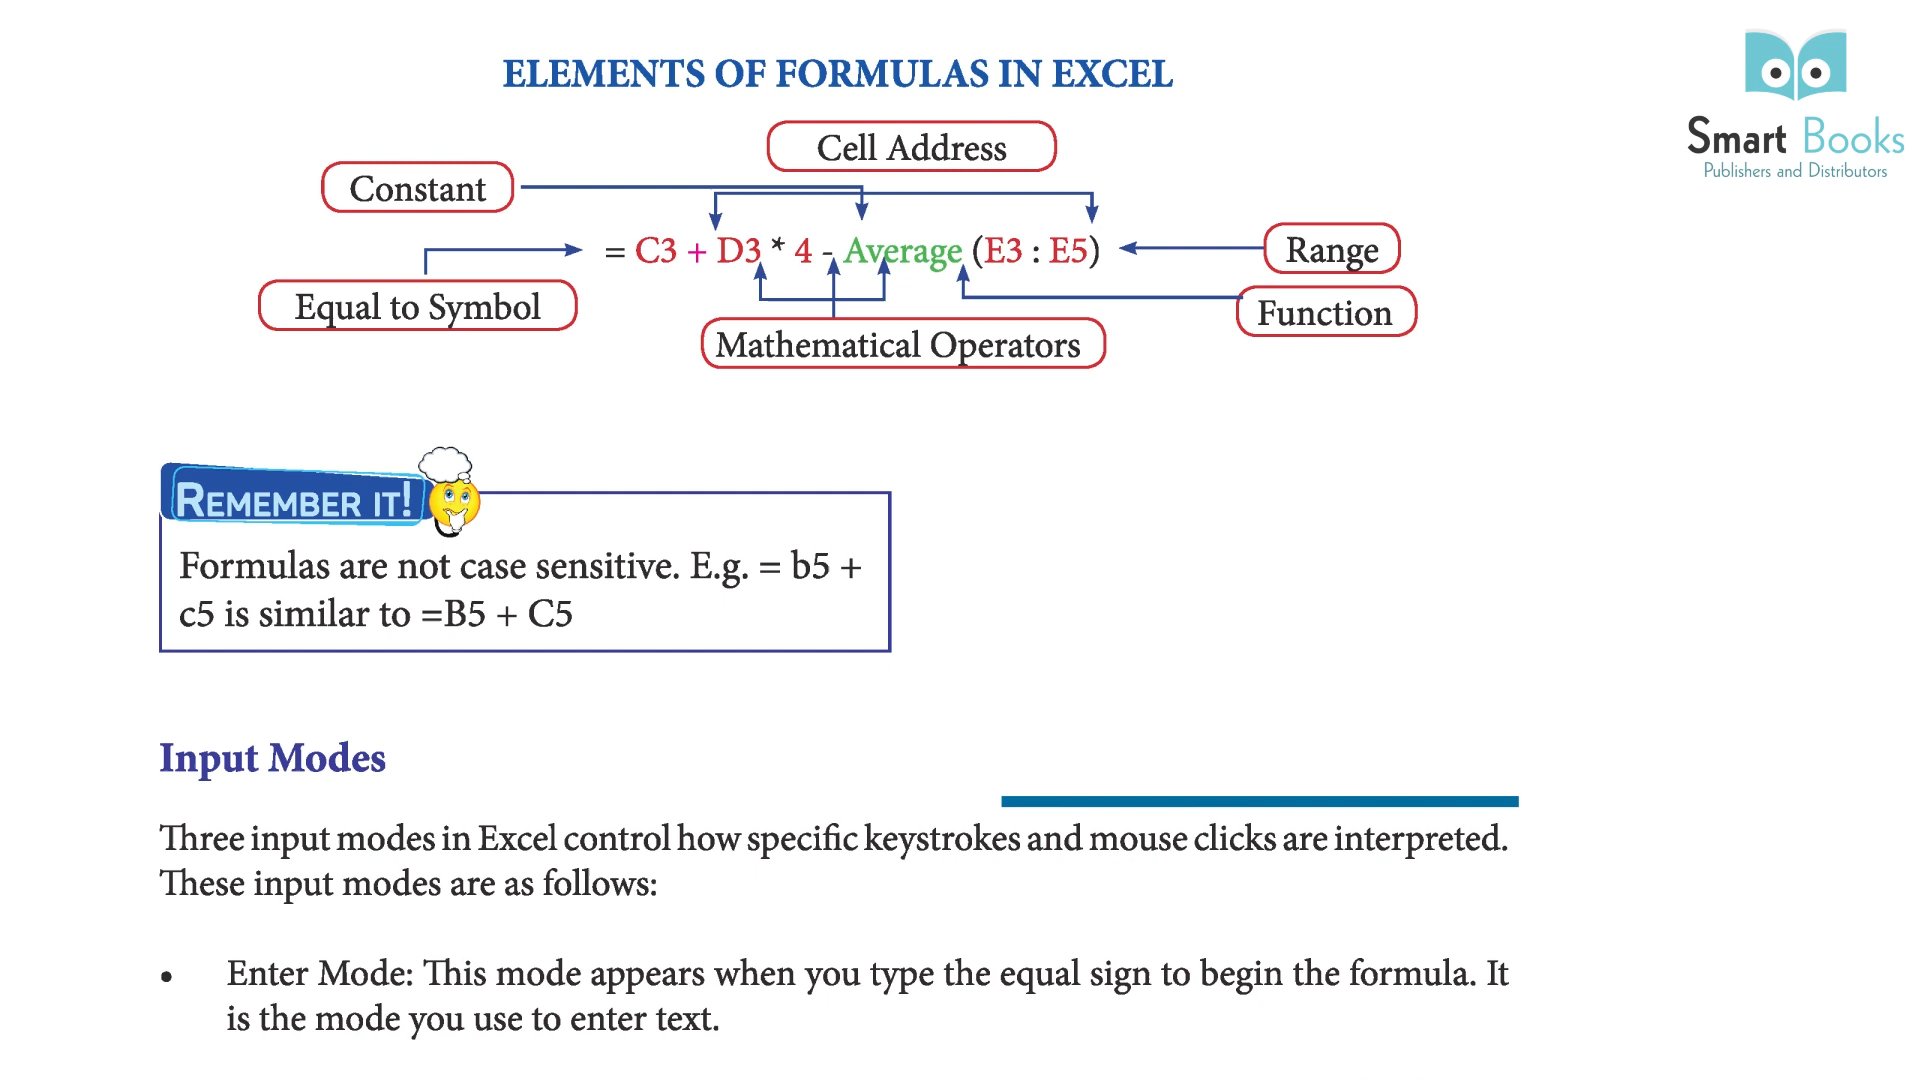 ELEMENTS OF FORMULAS IN EXCEL
Smart Books
Publishers and Distributors
Cell Address
Constant
= C3 + D3 * 4 - Average (E3 : E5)
Range
Equal to Symbol
Function
Mathematical Operators
REMEMBER IT!
Formulas are not case sensitive. E.g. = b5 +
c5 is similar to =B5 + C5
Input Modes
Three input modes in Excel control how specific keystrokes and mouse clicks are interpreted.
These input modes are as follows:
• Enter Mode: This mode appears when you type the equal sign to begin the formula. It
is the mode you use to enter text.